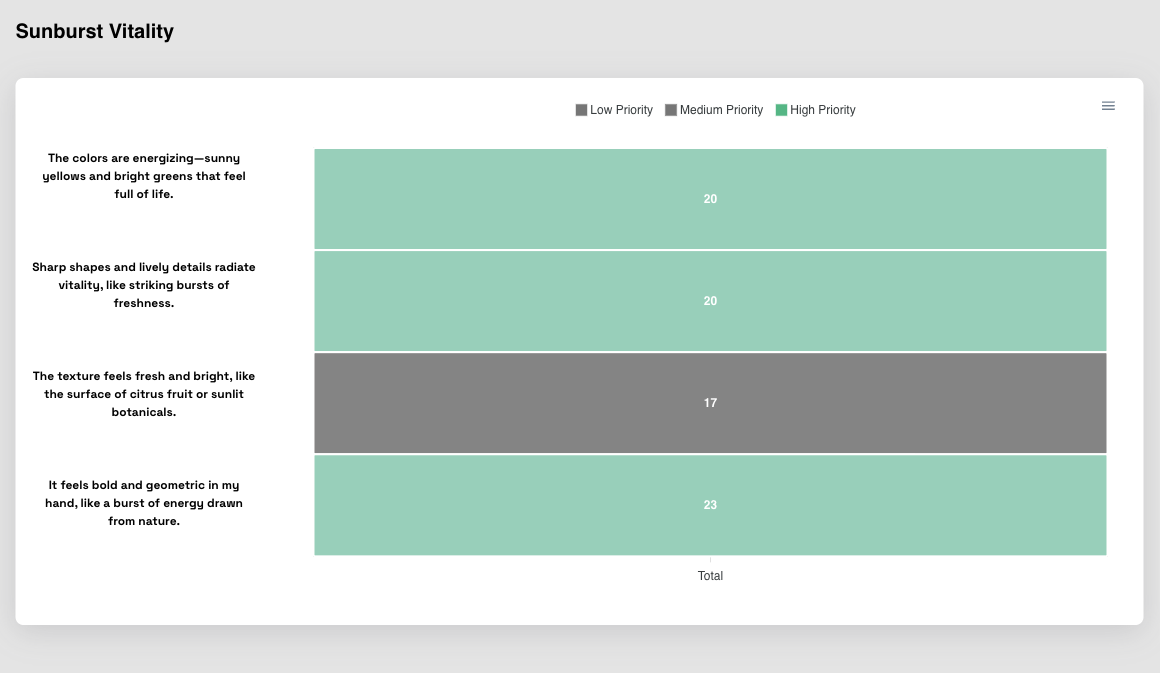 Sunburst Vitality
Low Priority Medium Priority High Priority
The colors are energizing—sunny
yellows and bright greens that feel
full of life.
20
Sharp shapes and lively details radiate
vitality, like striking bursts of
freshness.
20
The texture feels fresh and bright, like
the surface of citrus fruit or sunlit
botanicals.
17
It feels bold and geometric in my
hand, like a burst of energy drawn
from nature.
23
Total